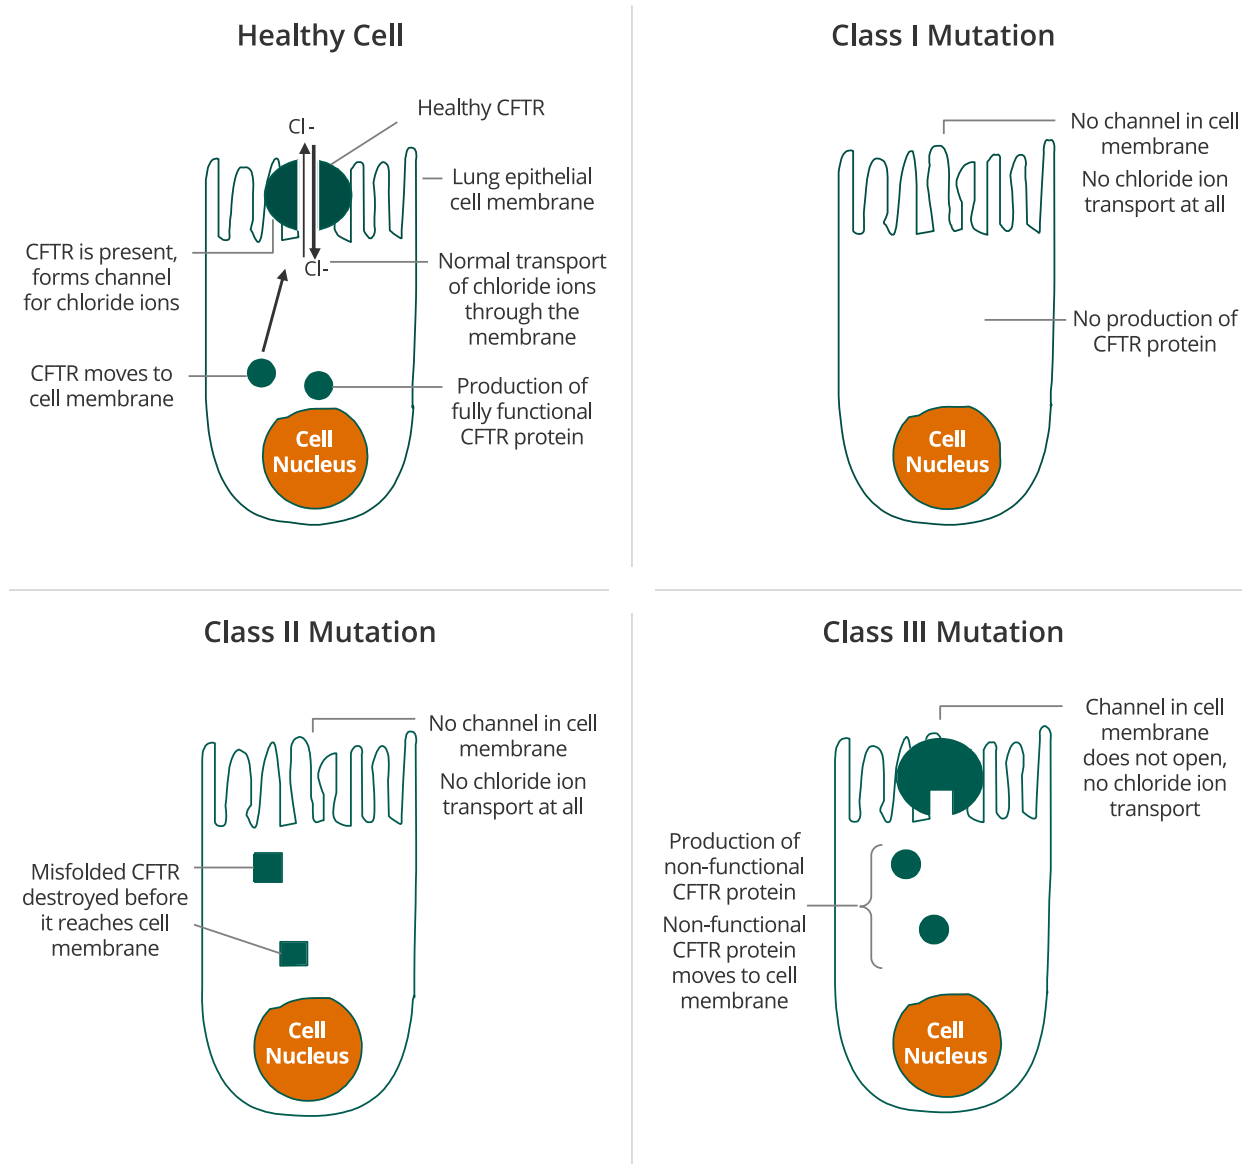 Healthy Cell
Healthy CFTR
Cl-
Lung epithelial
cell membrane
CFTR is present,
forms channel
for chloride ions
Cl-
Normal transport
of chloride ions
through the
membrane
CFTR moves to
cell membrane
Production of
fully functional
CFTR protein
Cell
Nucleus
Class I Mutation
No channel in cell
membrane
No chloride ion
transport at all
No production of
CFTR protein
Cell
Nucleus
Class II Mutation
No channel in cell
membrane
No chloride ion
transport at all
Misfolded CFTR
destroyed before
it reaches cell
membrane
Cell
Nucleus
Class III Mutation
Channel in cell
membrane
does not open,
no chloride ion
transport
Production of
non-functional
CFTR protein
Non-functional
CFTR protein
moves to cell
membrane
Cell
Nucleus